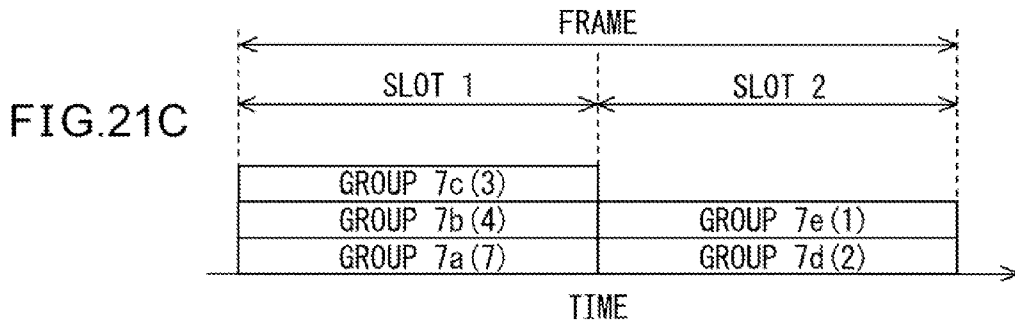 FRAME
SLOT 1 SLOT 2
FIG.21C
GROUP 7c(3)
GROUP 7b(4) GROUP 7e(1)
GROUP 7a(7) GROUP 7d(2)
TIME